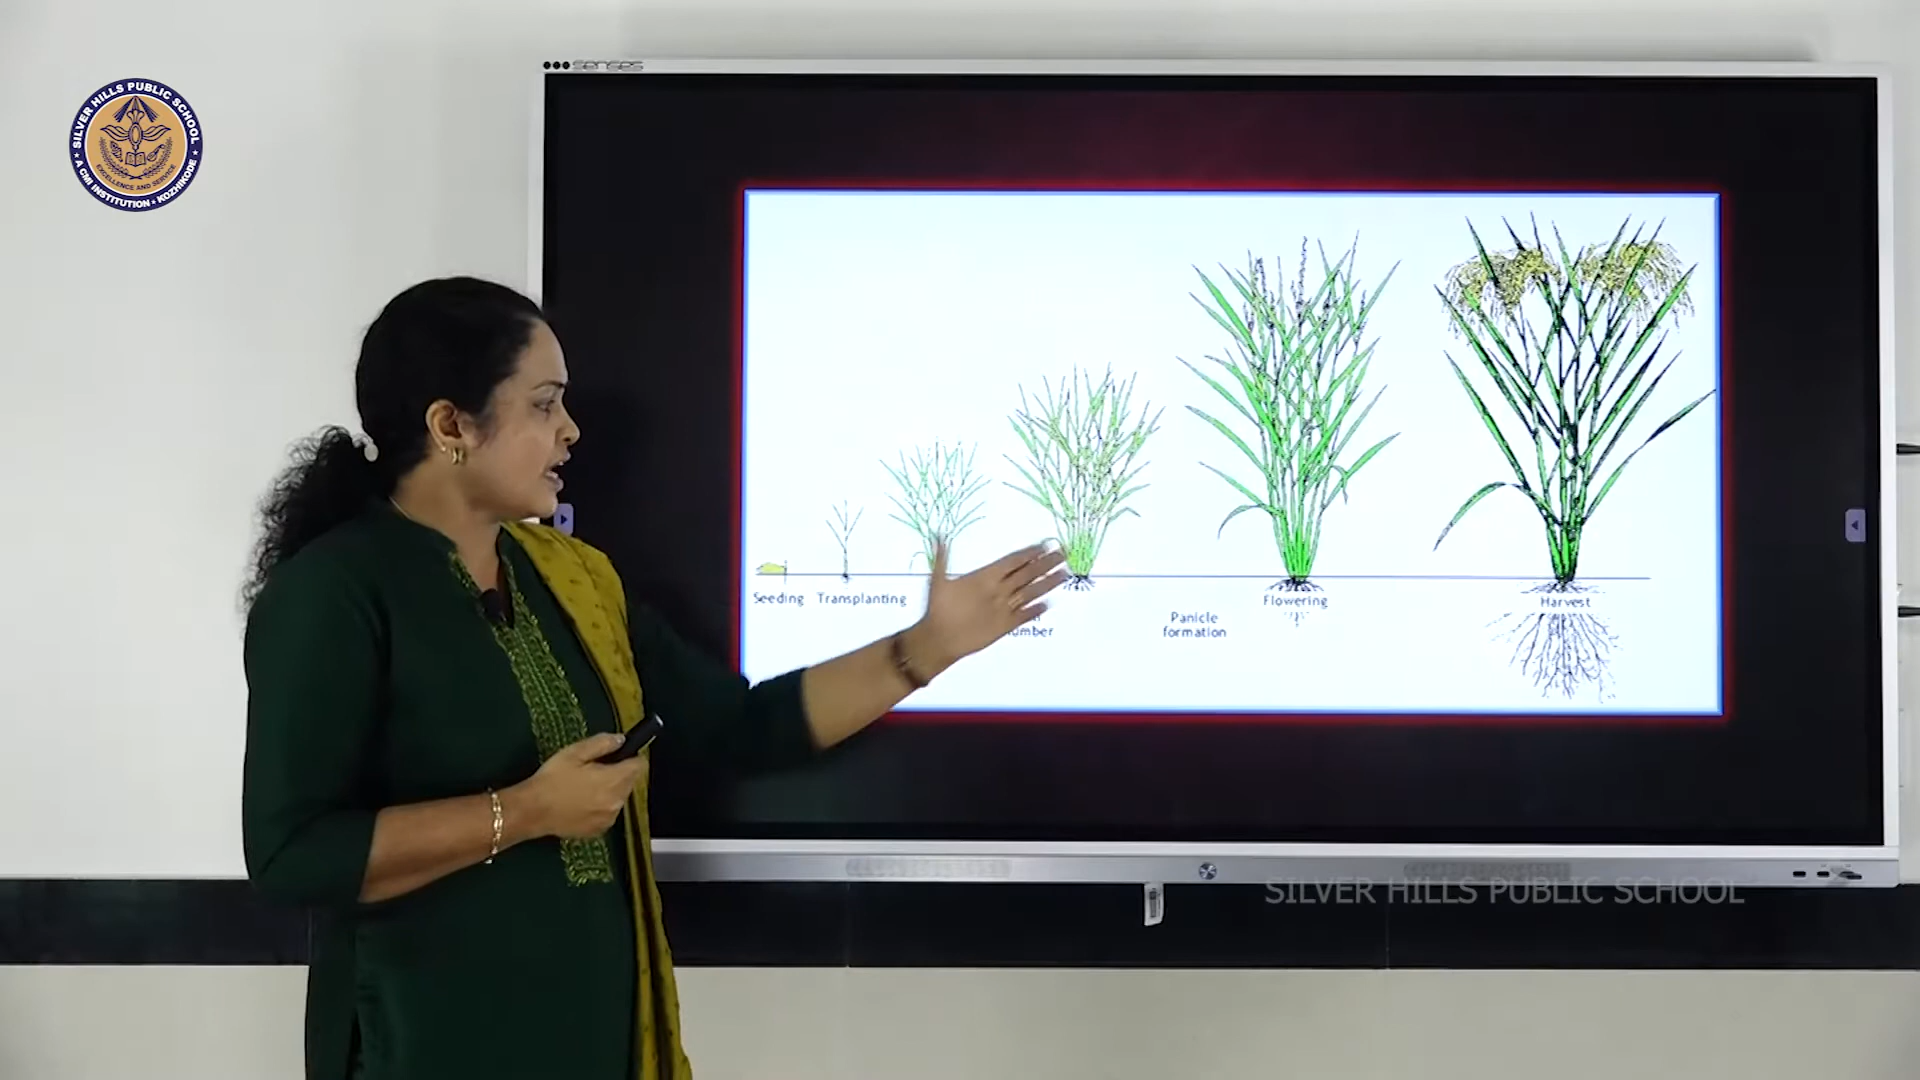 senses
SILVER HILLS PUBLIC SCHOOL
EXCELLENCE AND SERVICE
★ A CMI INSTITUTION • KOZHIKODE ★
Seeding
Transplanting
Panicle
formation
Flowering
Harvest
SILVER HILLS PUBLIC SCHOOL